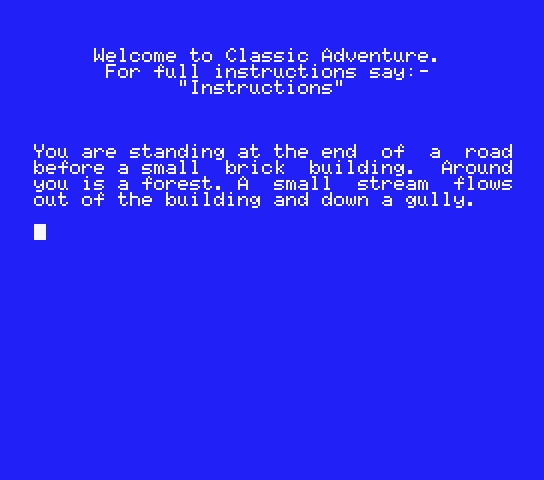 Welcome to Classic Adventure.
For full instructions say:-
"Instructions"
You are standing at the end  of  a  road
before a small  brick  building.  Around
you is a forest. A  small  stream  flows
out of the building and down a gully.